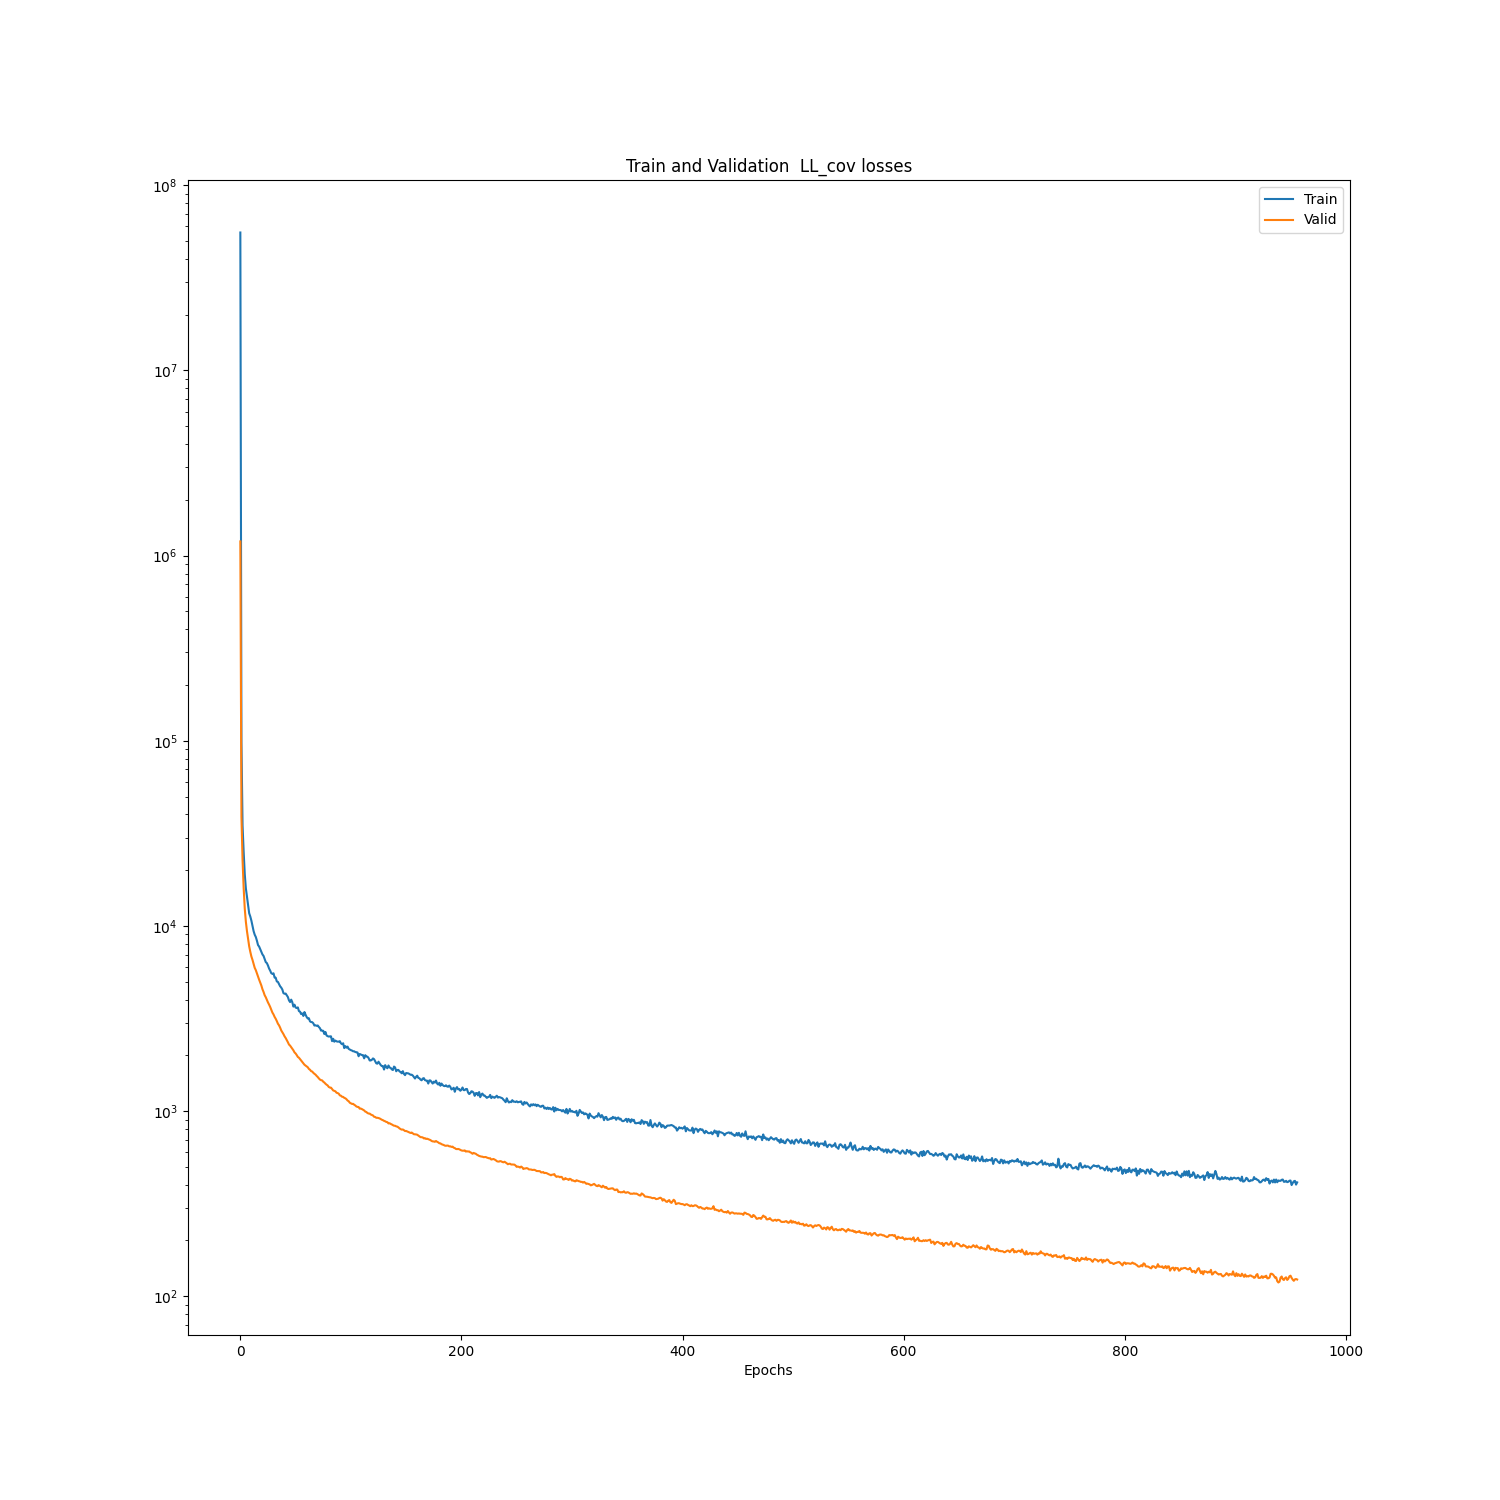 Train and Validation  LL_cov losses
10⁸
10⁷
10⁶
10⁵
10⁴
10³
10²
Train
Valid
0 200 400 600 800 1000
Epochs